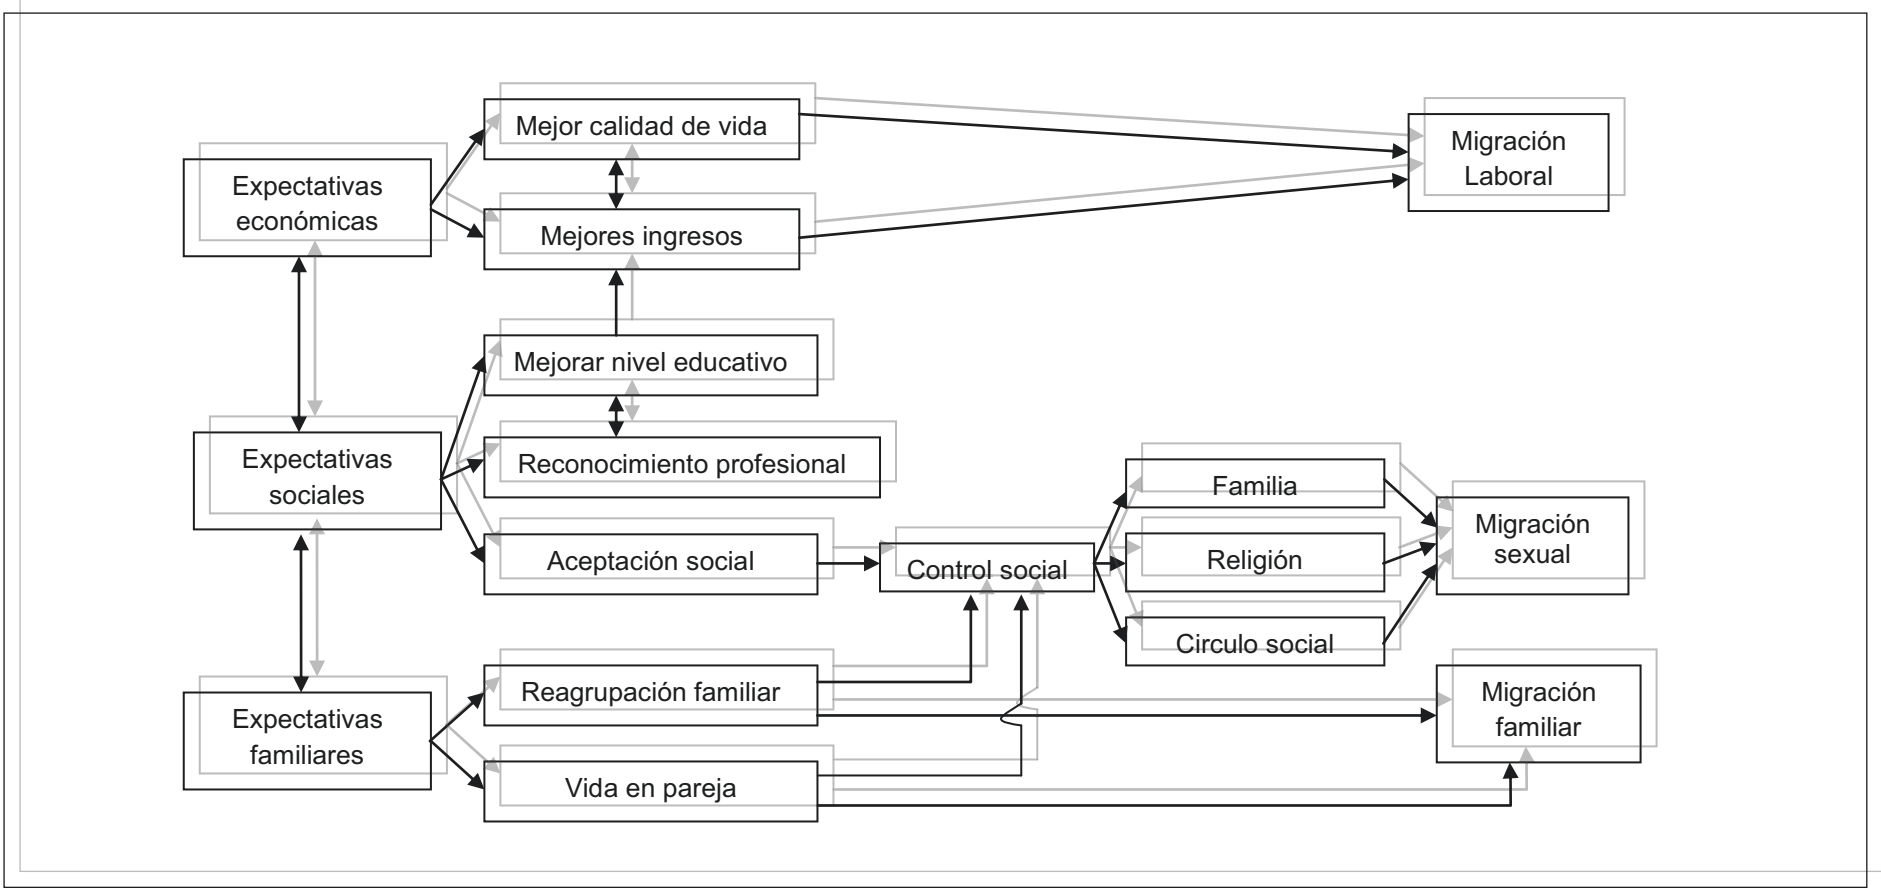 Mejor calidad de vida
Migración
Laboral
Expectativas
económicas
Mejores ingresos
Mejorar nivel educativo
Expectativas
sociales
Reconocimiento profesional
Familia
Migración
sexual
Aceptación social
Control social
Religión
Circulo social
Reagrupación familiar
Migración
familiar
Expectativas
familiares
Vida en pareja